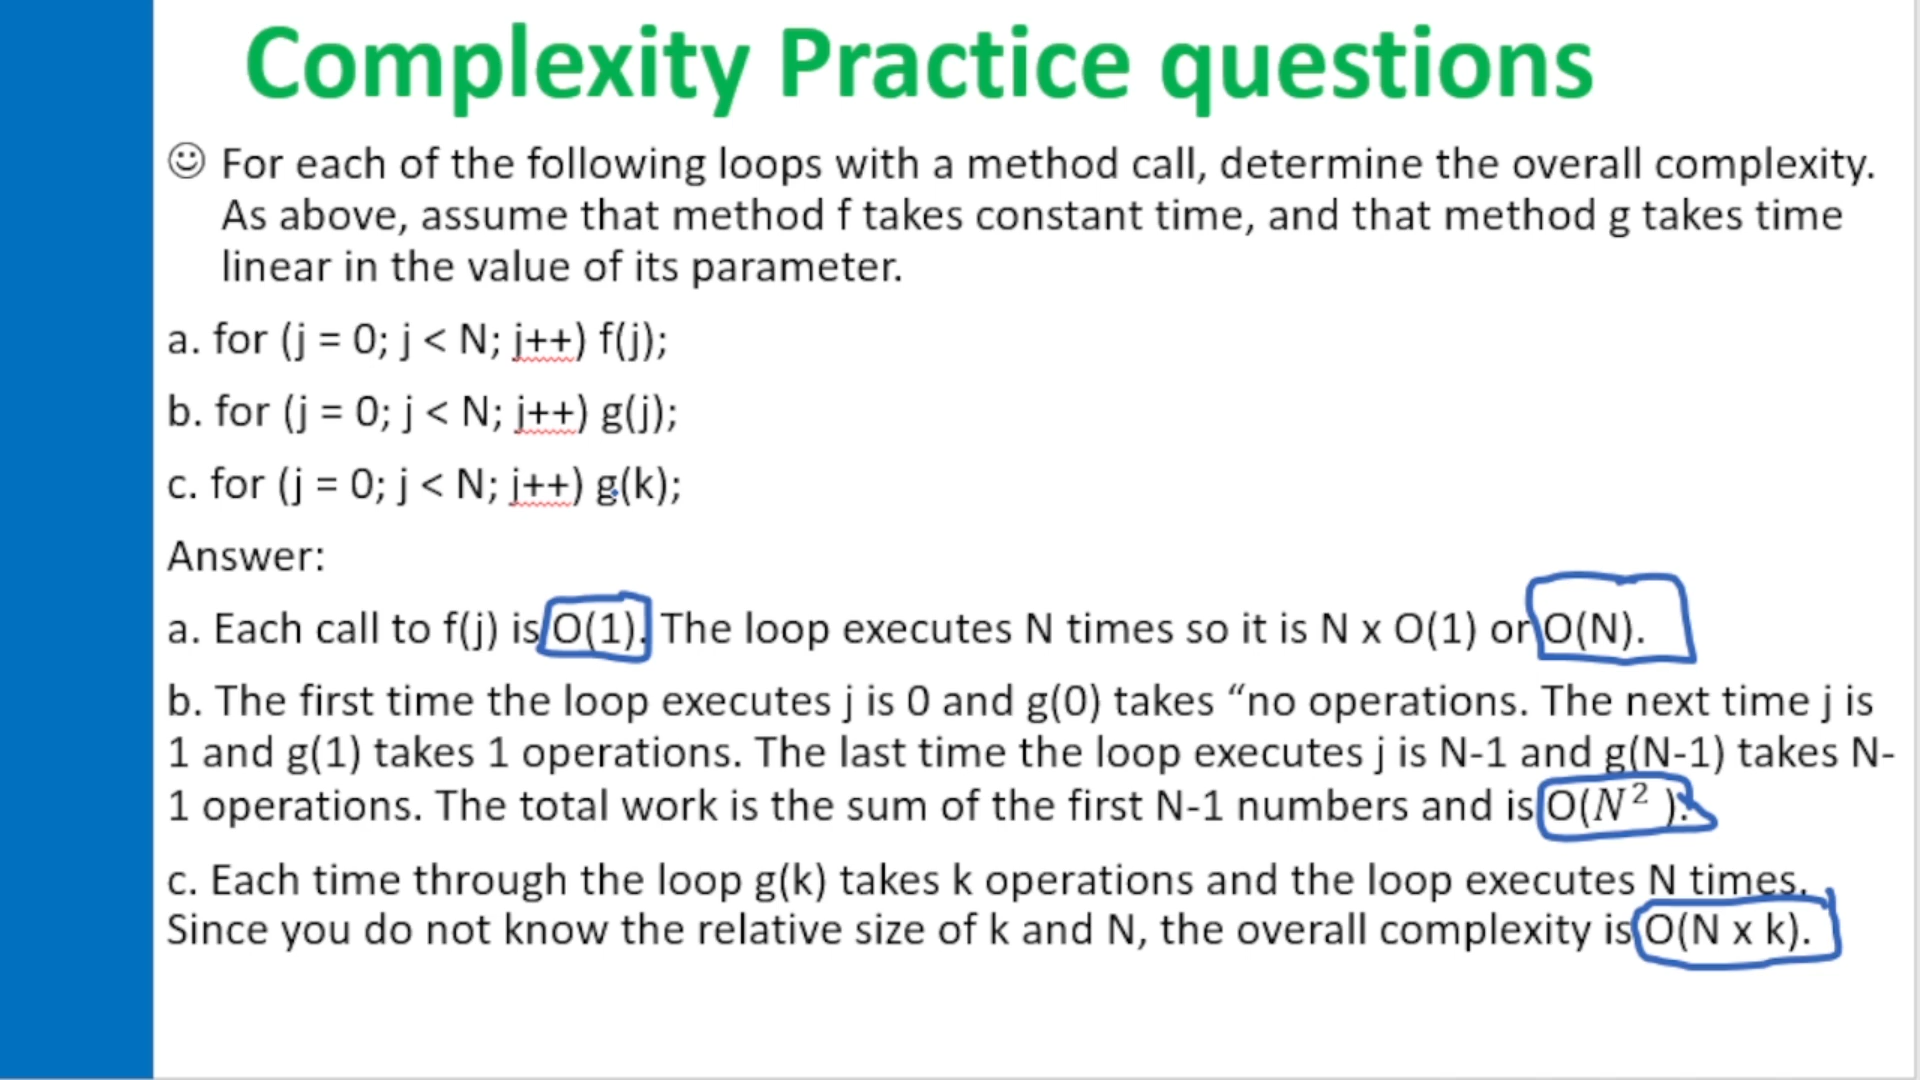 Complexity Practice questions
☺ For each of the following loops with a method call, determine the overall complexity.
As above, assume that method f takes constant time, and that method g takes time
linear in the value of its parameter.
a. for (j = 0; j < N; j++) f(j);
b. for (j = 0; j < N; j++) g(j);
c. for (j = 0; j < N; j++) g(k);
Answer:
a. Each call to f(j) is O(1). The loop executes N times so it is N x O(1) or O(N).
b. The first time the loop executes j is 0 and g(0) takes “no operations. The next time j is
1 and g(1) takes 1 operations. The last time the loop executes j is N-1 and g(N-1) takes N-
1 operations. The total work is the sum of the first N-1 numbers and is O(N² ).
c. Each time through the loop g(k) takes k operations and the loop executes N times.
Since you do not know the relative size of k and N, the overall complexity is O(N x k).